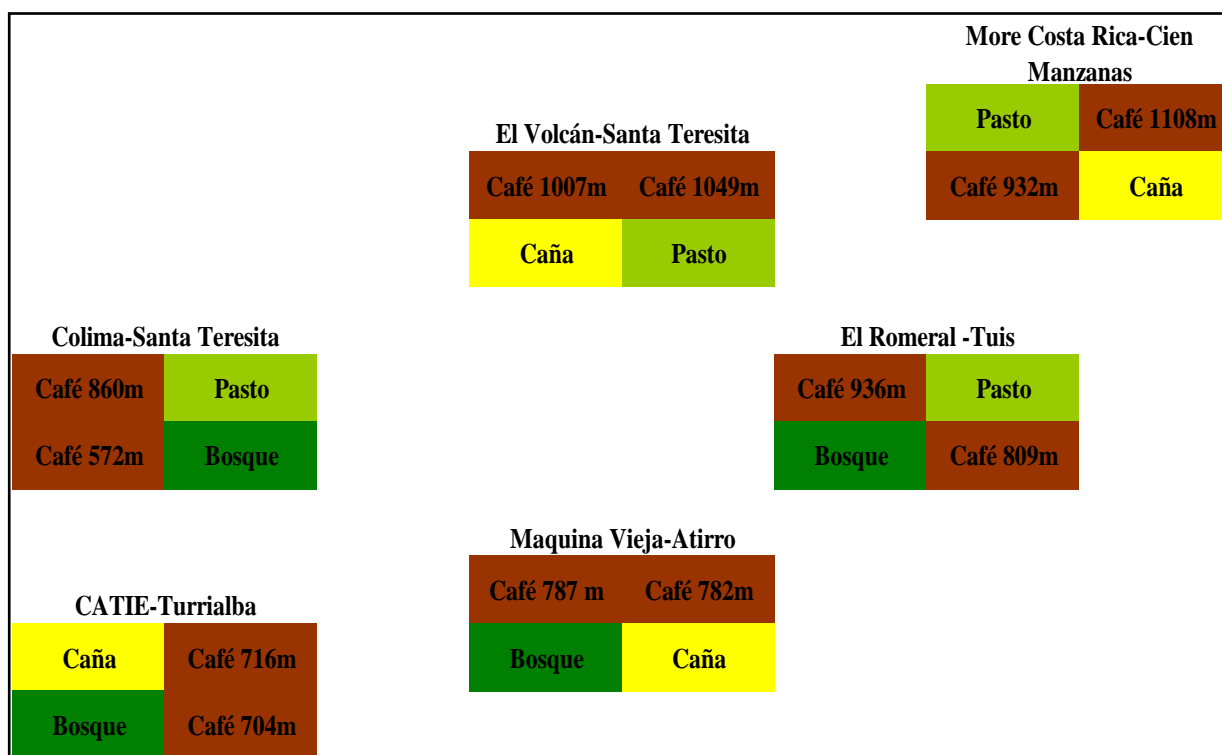 More Costa Rica-Cien
Manzanas
Pasto Café 1108m
Café 932m Caña
El Volcán-Santa Teresita
Café 1007m Café 1049m
Caña Pasto
Colima-Santa Teresita
Café 860m Pasto
Café 572m Bosque
El Romeral -Tuis
Café 936m Pasto
Bosque Café 809m
Maquina Vieja-Atirro
Café 787 m Café 782m
Bosque Caña
CATIE-Turrialba
Caña Café 716m
Bosque Café 704m